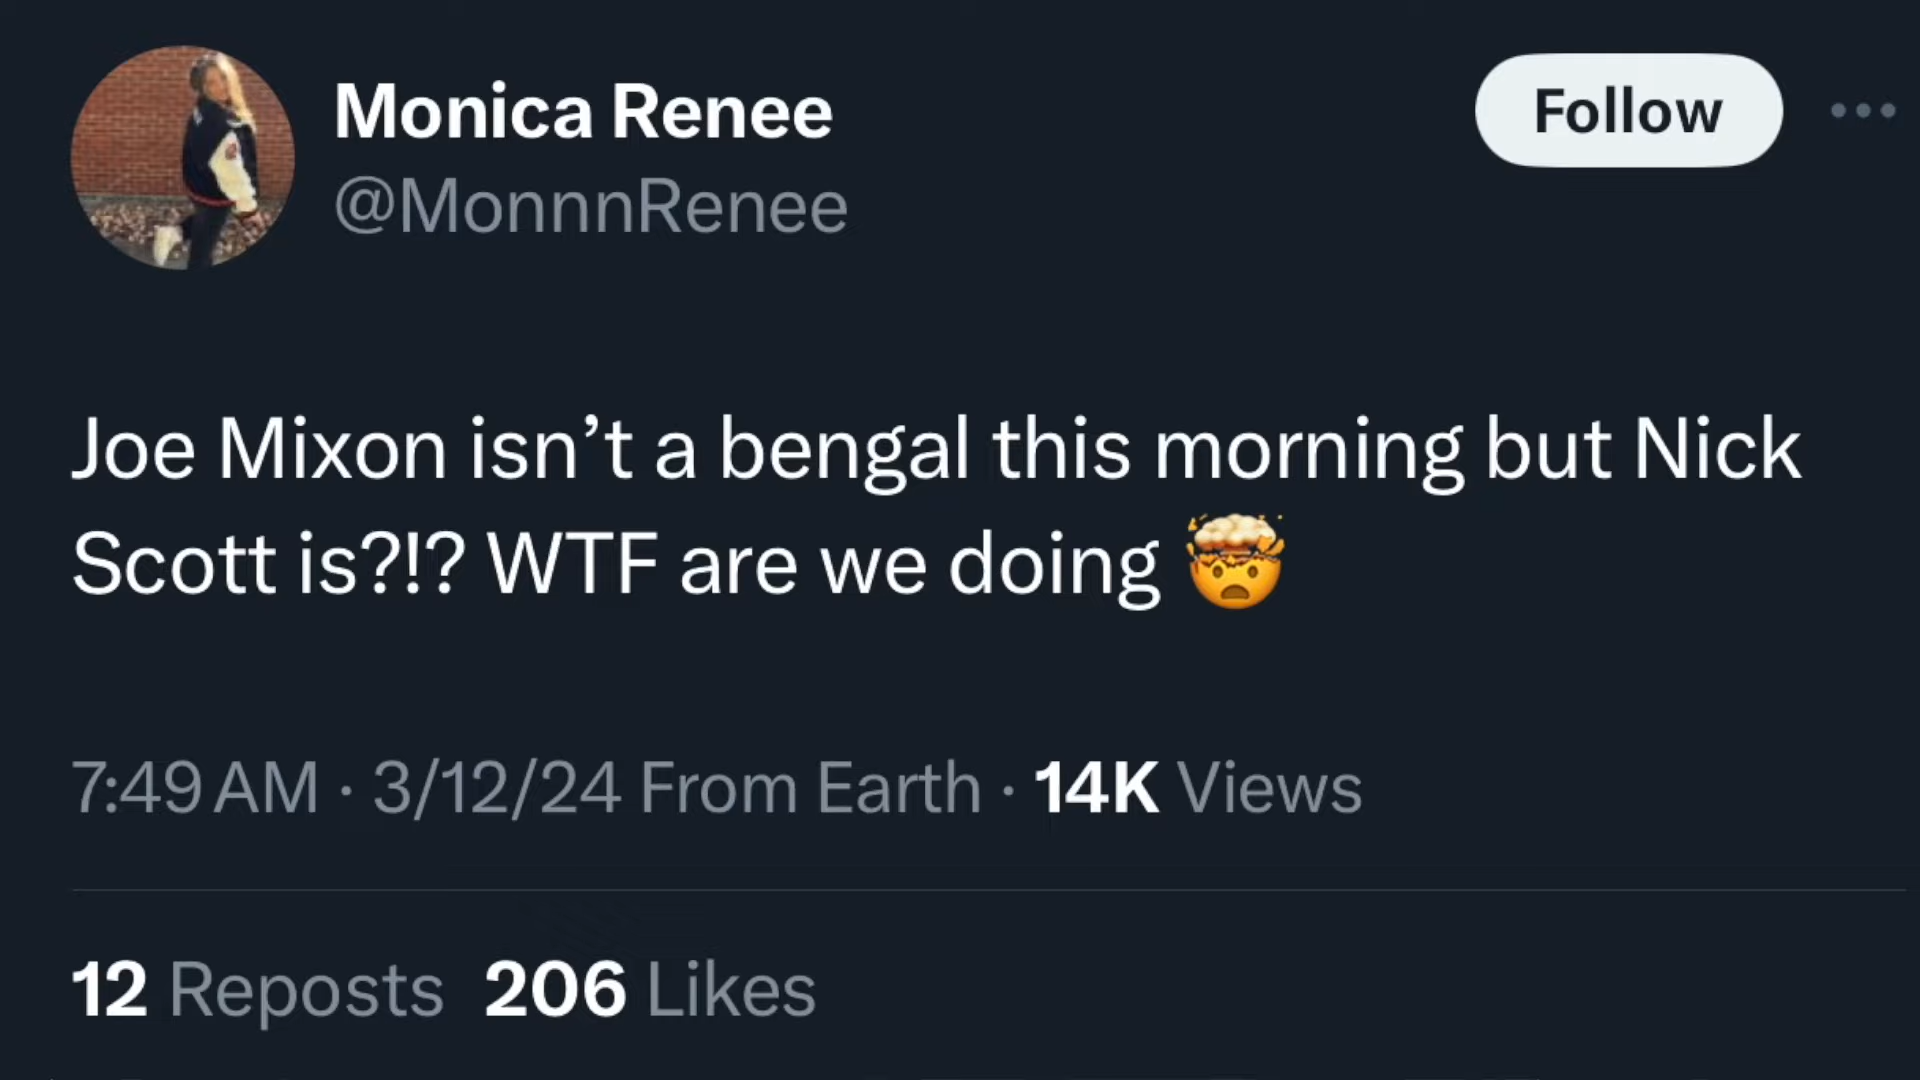 Monica Renee
Follow
@MonnnRenee
Joe Mixon isn’t a bengal this morning but Nick
Scott is?!? WTF are we doing 🤯
7:49 AM · 3/12/24 From Earth · 14K Views
12 Reposts 206 Likes